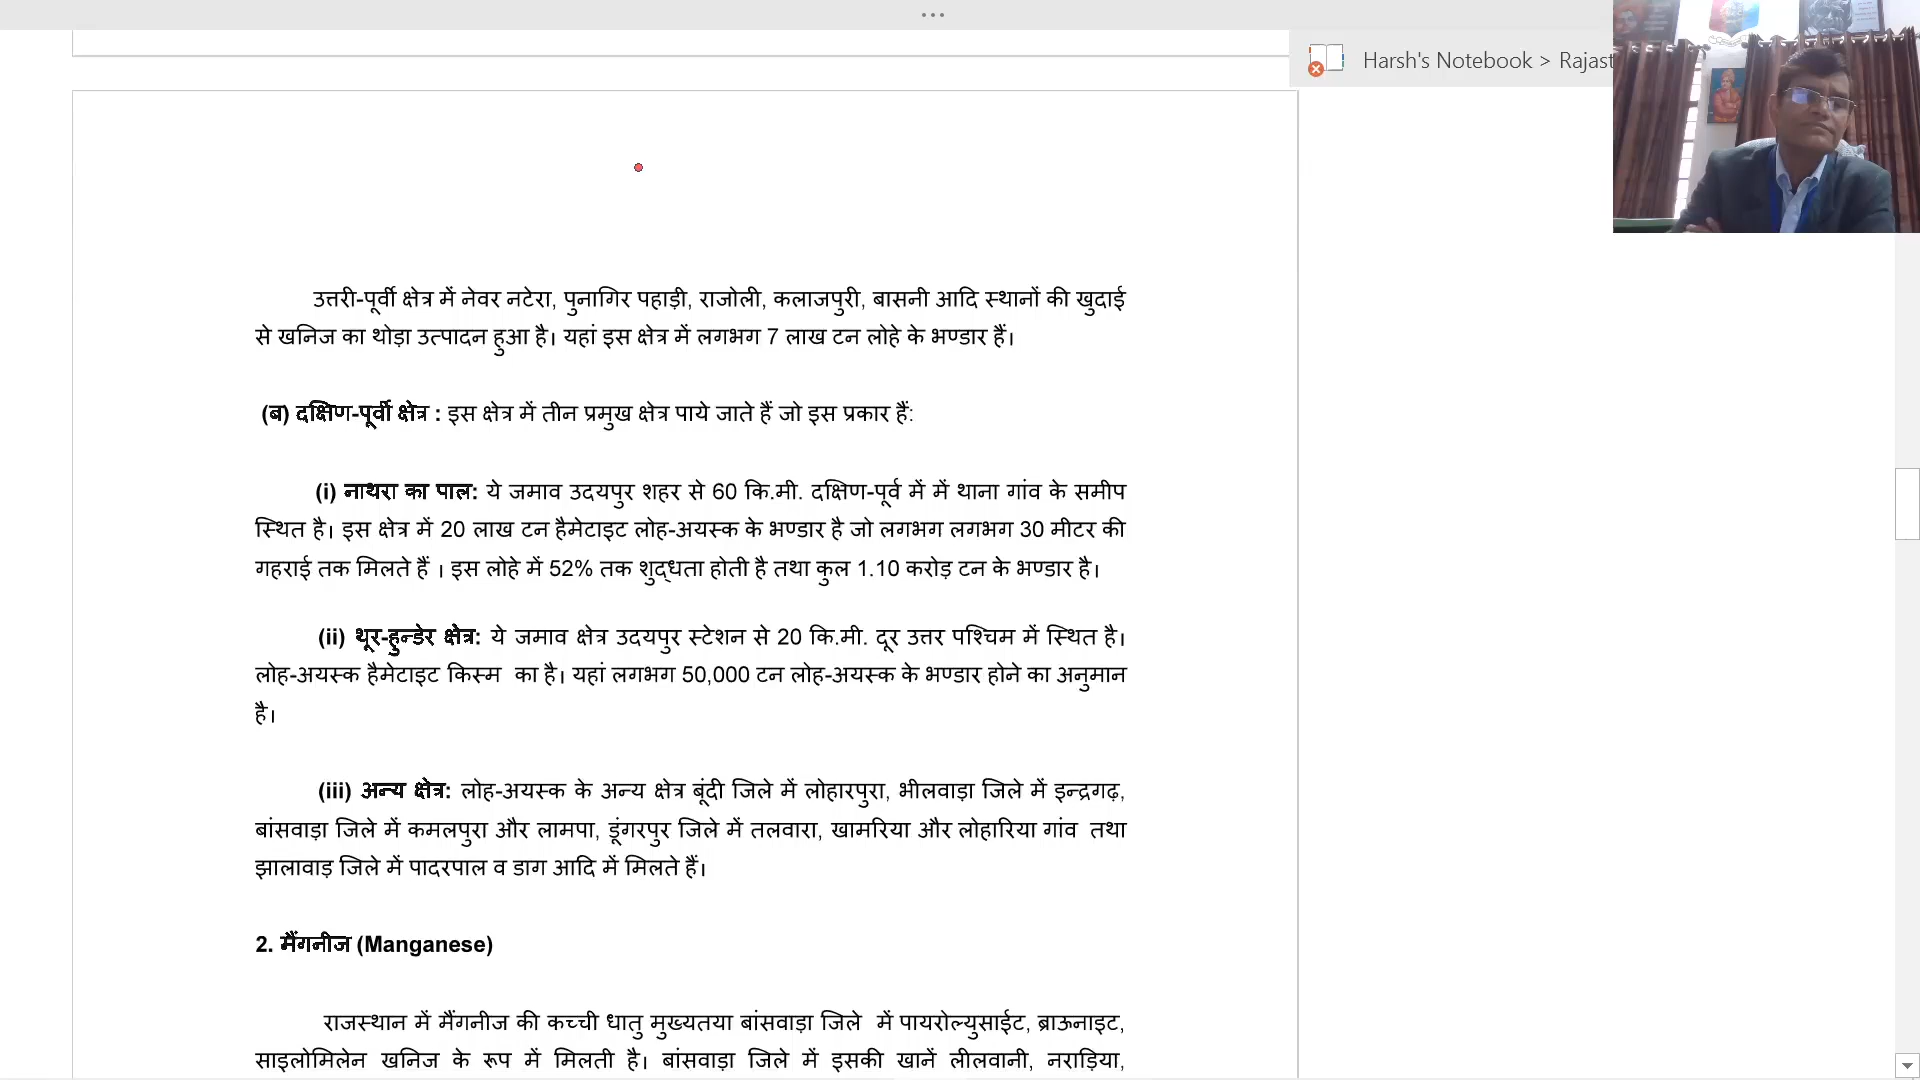 Harsh's Notebook > Rajast
उत्तरी-पूर्वी क्षेत्र में नेवर नटेरा, पुनागिर पहाड़ी, राजोली, कलाजपुरी, बासनी आदि स्थानों की खुदाई
से खनिज का थोड़ा उत्पादन हुआ है। यहां इस क्षेत्र में लगभग 7 लाख टन लोहे के भण्डार हैं।
(ब) दक्षिण-पूर्वी क्षेत्र : इस क्षेत्र में तीन प्रमुख क्षेत्र पाये जाते हैं जो इस प्रकार हैं:
(i) नाथरा का पाल: ये जमाव उदयपुर शहर से 60 कि.मी. दक्षिण-पूर्व में में थाना गांव के समीप
स्थित है। इस क्षेत्र में 20 लाख टन हैमेटाइट लोह-अयस्क के भण्डार है जो लगभग लगभग 30 मीटर की
गहराई तक मिलते हैं । इस लोहे में 52% तक शुद्धता होती है तथा कुल 1.10 करोड़ टन के भण्डार है।
(ii) थूर-हुन्डेर क्षेत्र: ये जमाव क्षेत्र उदयपुर स्टेशन से 20 कि.मी. दूर उत्तर पश्चिम में स्थित है।
लोह-अयस्क हैमेटाइट किस्म का है। यहां लगभग 50,000 टन लोह-अयस्क के भण्डार होने का अनुमान
है।
(iii) अन्य क्षेत्र: लोह-अयस्क के अन्य क्षेत्र बूंदी जिले में लोहारपुरा, भीलवाड़ा जिले में इन्द्रगढ़,
बांसवाड़ा जिले में कमलपुरा और लामपा, डूंगरपुर जिले में तलवारा, खामरिया और लोहारिया गांव तथा
झालावाड़ जिले में पादरपाल व डाग आदि में मिलते हैं।
2. मैंगनीज (Manganese)
राजस्थान में मैंगनीज की कच्ची धातु मुख्यतया बांसवाड़ा जिले में पायरोल्युसाईट, ब्राऊनाइट,
साइलोमिलेन खनिज के रूप में मिलती है। बांसवाड़ा जिले में इसकी खानें लीलवानी, नराड़िया,